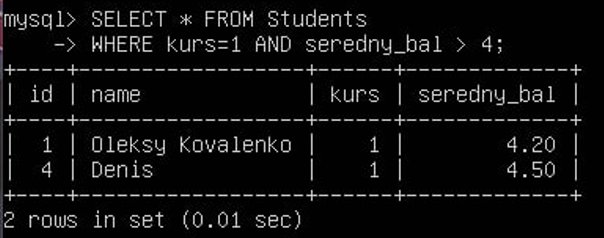 mysql> SELECT * FROM Students
    -> WHERE kurs=1 AND seredny_bal > 4;
+----+------------------+------+-------------+
| id | name             | kurs | seredny_bal |
+----+------------------+------+-------------+
|  1 | Oleksy Kovalenko |    1 |        4.20 |
|  4 | Denis            |    1 |        4.50 |
+----+------------------+------+-------------+
2 rows in set (0.01 sec)